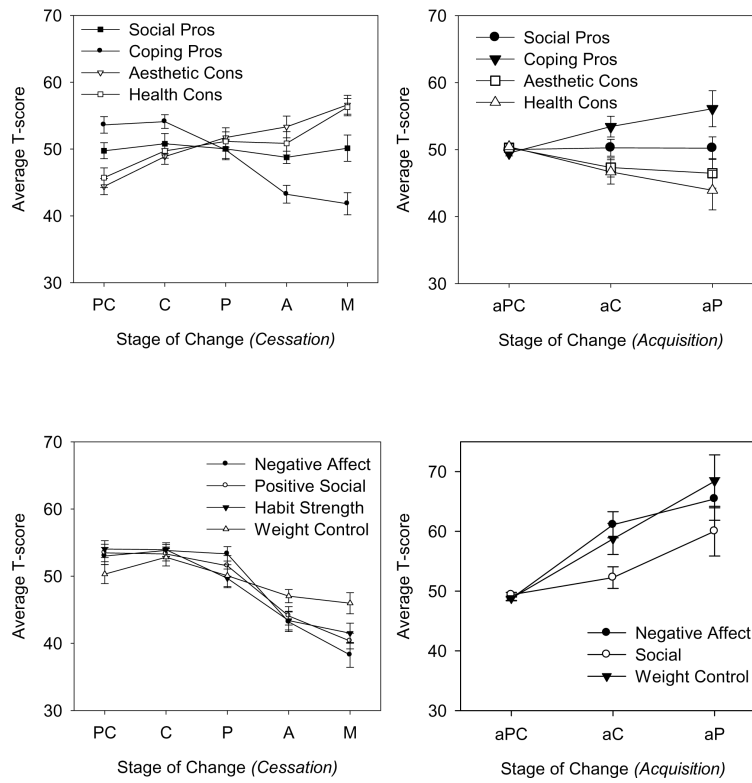 70
60
50
40
30
Average T-score
Social Pros
Coping Pros
Aesthetic Cons
Health Cons
PC C P A M
Stage of Change (Cessation)
70
60
50
40
30
Average T-score
Social Pros
Coping Pros
Aesthetic Cons
Health Cons
aPC aC aP
Stage of Change (Acquisition)
70
60
50
40
30
Average T-score
Negative Affect
Positive Social
Habit Strength
Weight Control
PC C P A M
Stage of Change (Cessation)
70
60
50
40
30
Average T-score
Negative Affect
Social
Weight Control
aPC aC aP
Stage of Change (Acquisition)